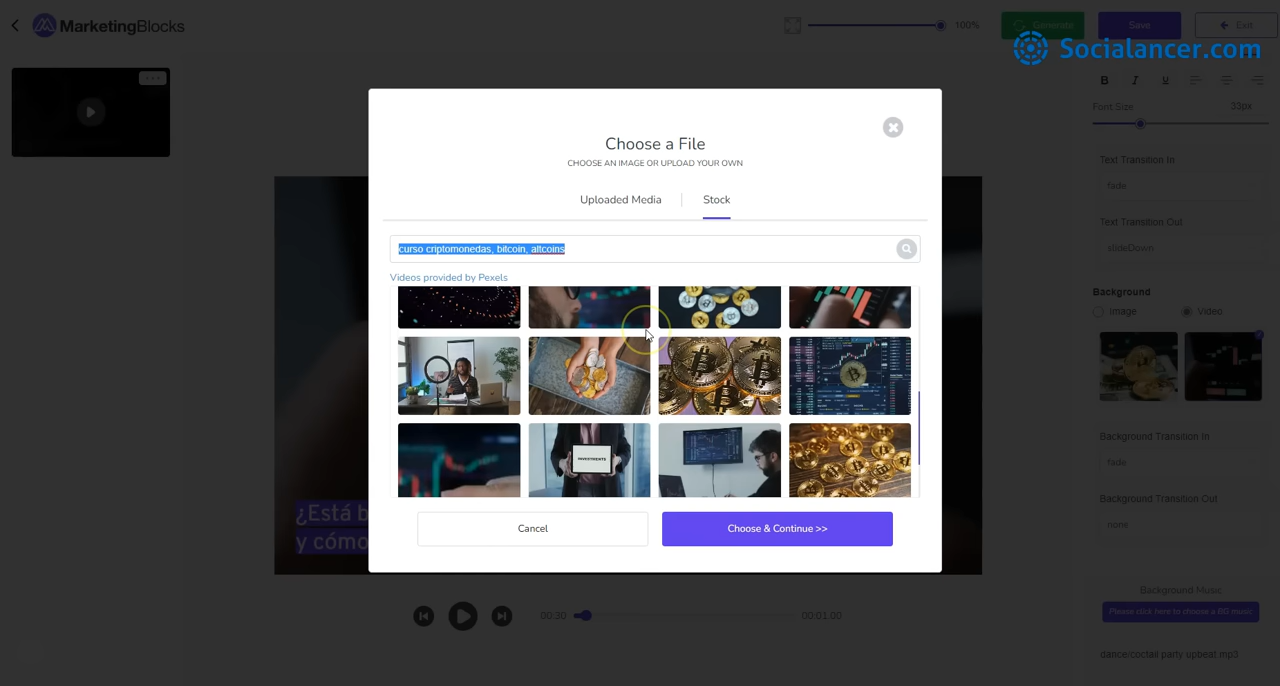 MarketingBlocks
100%
Generate
Save
Exit
Socialancer.com
B I U
Font Size 33px
Text Transition In
fade
Text Transition Out
slideDown
Background
Image Video
Background Transition In
fade
Background Transition Out
none
Background Music
Please click here to choose a BG music
dance/coctail party upbeat mp3
Choose a File
CHOOSE AN IMAGE OR UPLOAD YOUR OWN
Uploaded Media Stock
curso criptomonedas, bitcoin, altcoins
Videos provided by Pexels
INVESTMENTS
Cancel
Choose & Continue >>
¿Está b
y cómo
00:30
00:01.00